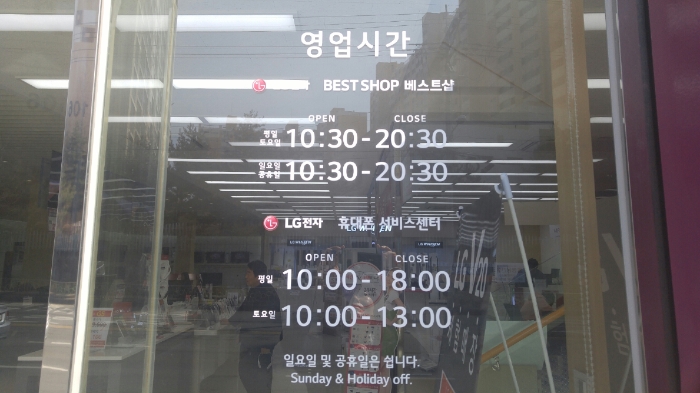 영업시간
BEST SHOP 베스트샵
OPEN CLOSE
평일 토요일 10:30-20:30
일요일 공휴일 10:30-20:30
LG전자 휴대폰 서비스센터
OPEN CLOSE
평일 10:00-18:00
토요일 10:00-13:00
일요일 및 공휴일은 쉽니다.
Sunday & Holiday off.
LG V20